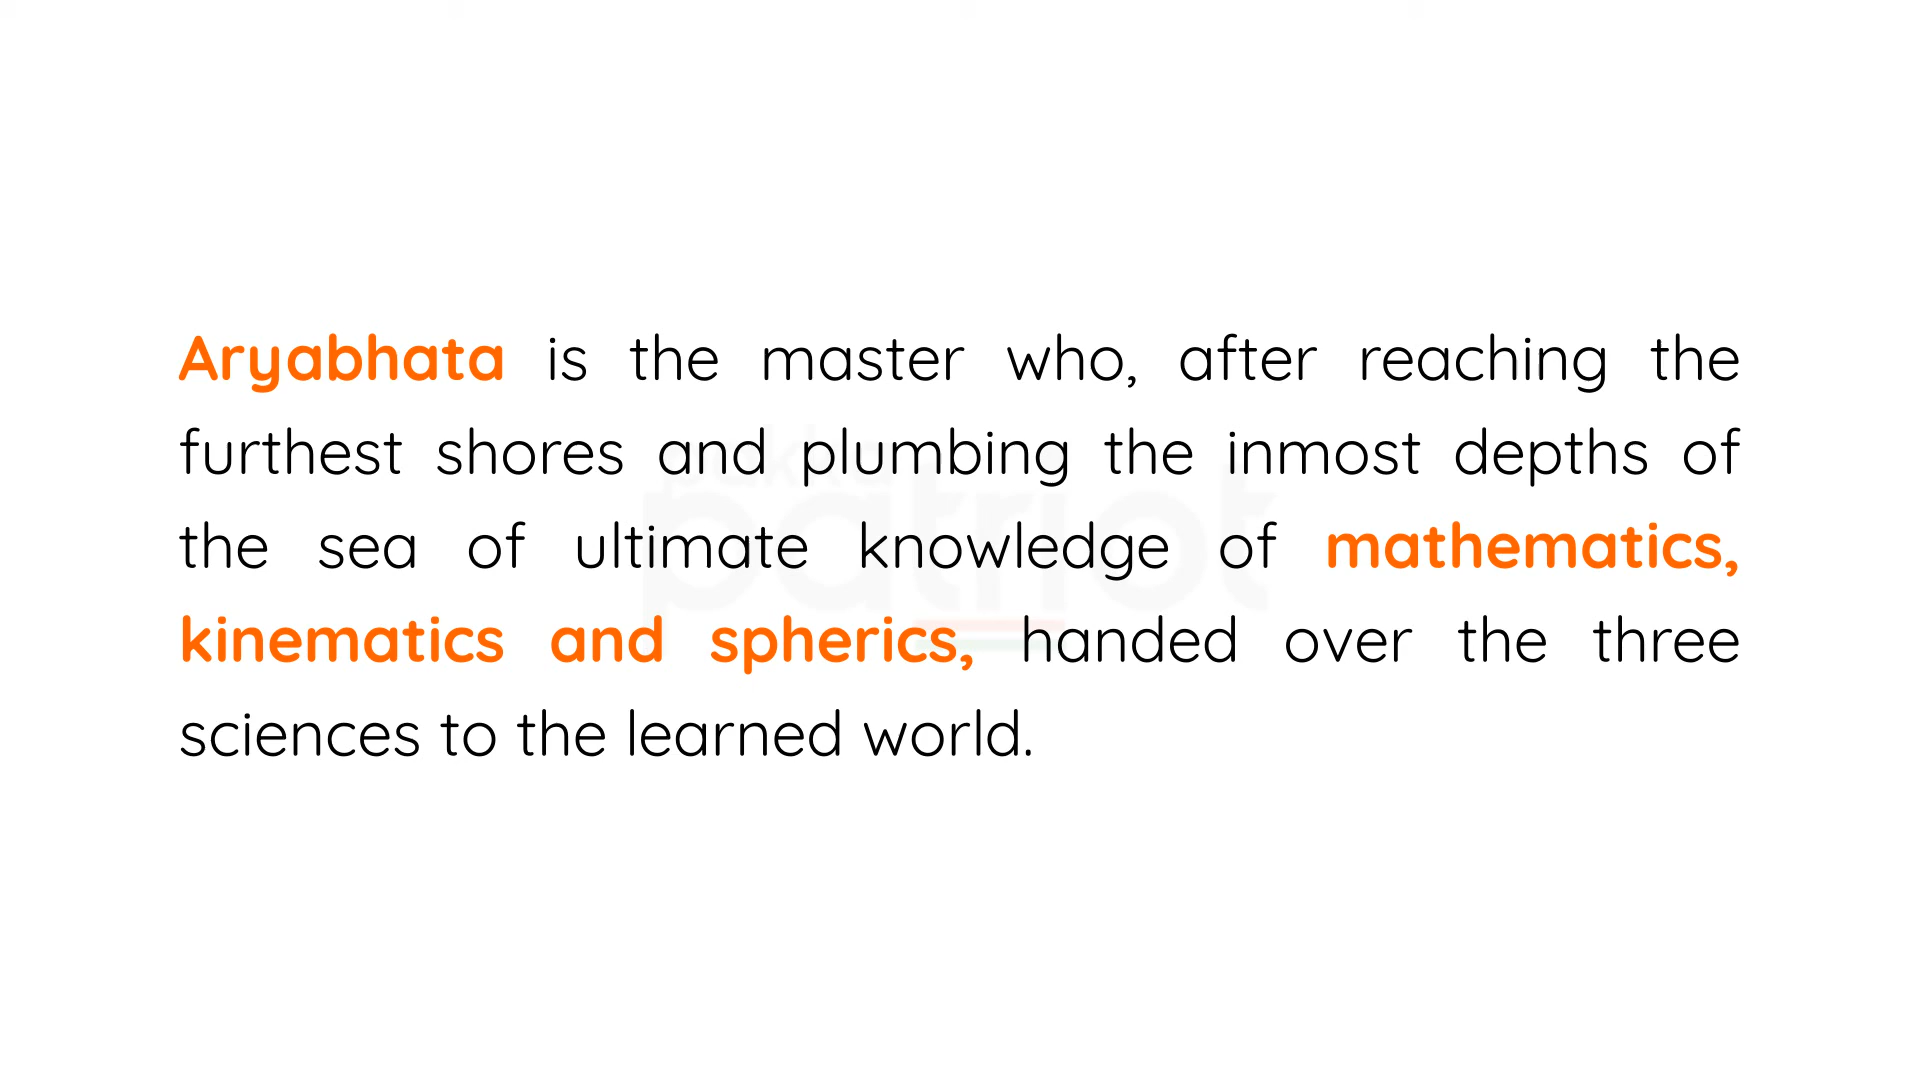 Aryabhata is the master who, after reaching the
furthest shores and plumbing the inmost depths of
the sea of ultimate knowledge of mathematics,
kinematics and spherics, handed over the three
sciences to the learned world.
patriot